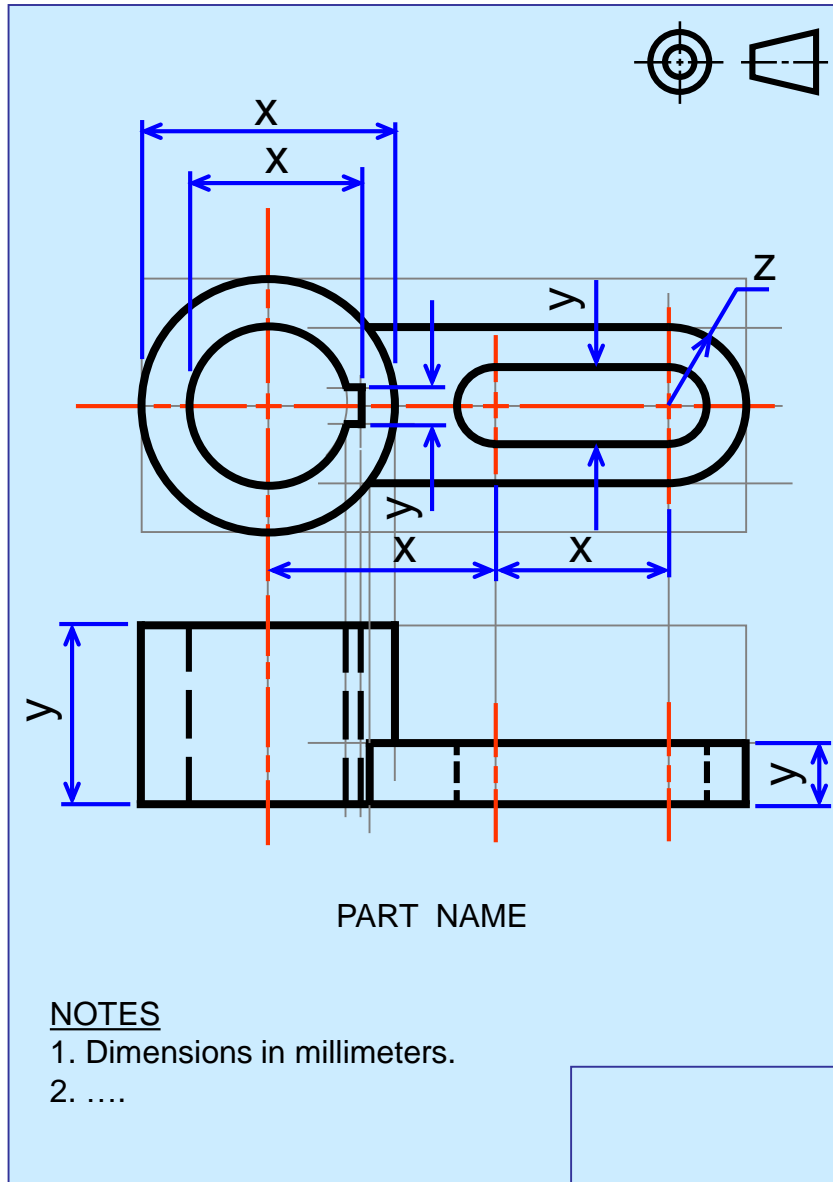 x
x
z
y
y
x
x
y
y
PART NAME
NOTES
1. Dimensions in millimeters.
2. ….